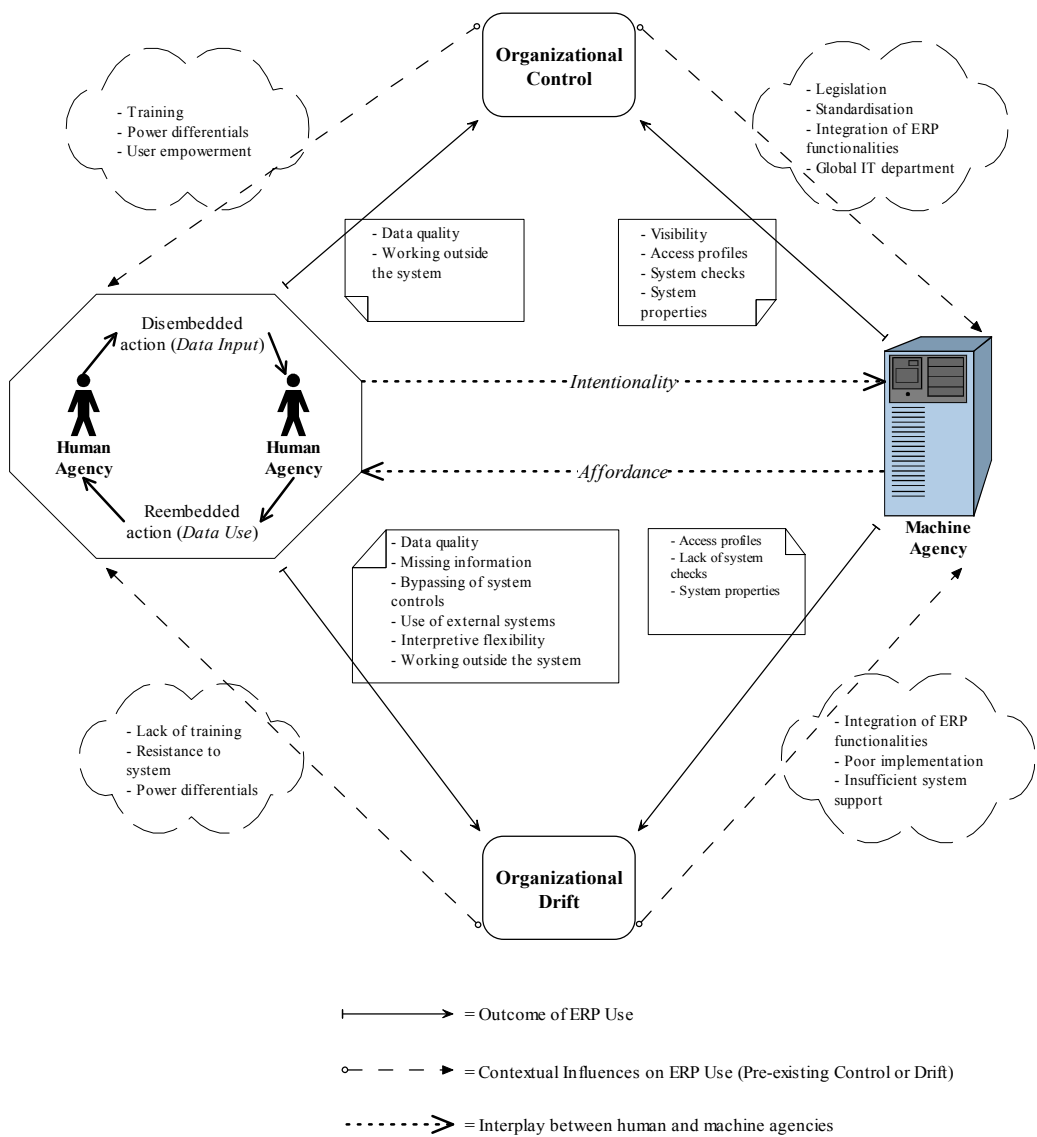 Organizational
Control
- Training
- Power differentials
- User empowerment
- Legislation
- Standardisation
- Integration of ERP
functionalities
- Global IT department
- Data quality
- Working outside
the system
- Visibility
- Access profiles
- System checks
- System
properties
Disembedded
action (Data Input)
Human
Agency
Human
Agency
Reembedded
action (Data Use)
Intentionality
Affordance
Machine
Agency
- Data quality
- Missing information
- Bypassing of system
controls
- Use of external systems
- Interpretive flexibility
- Working outside the system
- Access profiles
- Lack of system
checks
- System properties
- Lack of training
- Resistance to
system
- Power differentials
- Integration of ERP
functionalities
- Poor implementation
- Insufficient system
support
Organizational
Drift
= Outcome of ERP Use
= Contextual Influences on ERP Use (Pre-existing Control or Drift)
= Interplay between human and machine agencies